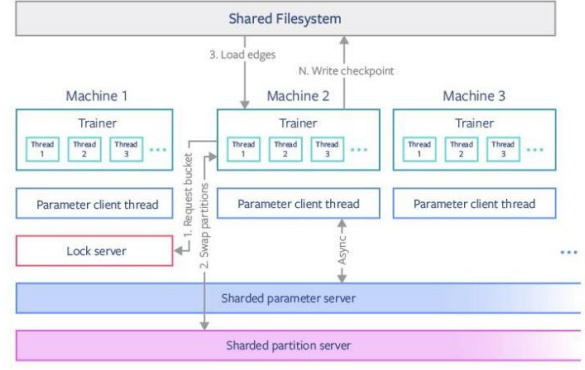 Shared Filesystem
3. Load edges
N. Write checkpoint
Machine 1
Machine 2
Machine 3
Trainer
Trainer
Trainer
Thread 1
Thread 2
Thread 3
...
Thread 1
Thread 2
Thread 3
...
Thread 1
Thread 2
Thread 3
...
1. Request bucket
2. Swap partitions
Parameter client thread
Parameter client thread
Parameter client thread
Lock server
Async
...
Sharded parameter server
Sharded partition server